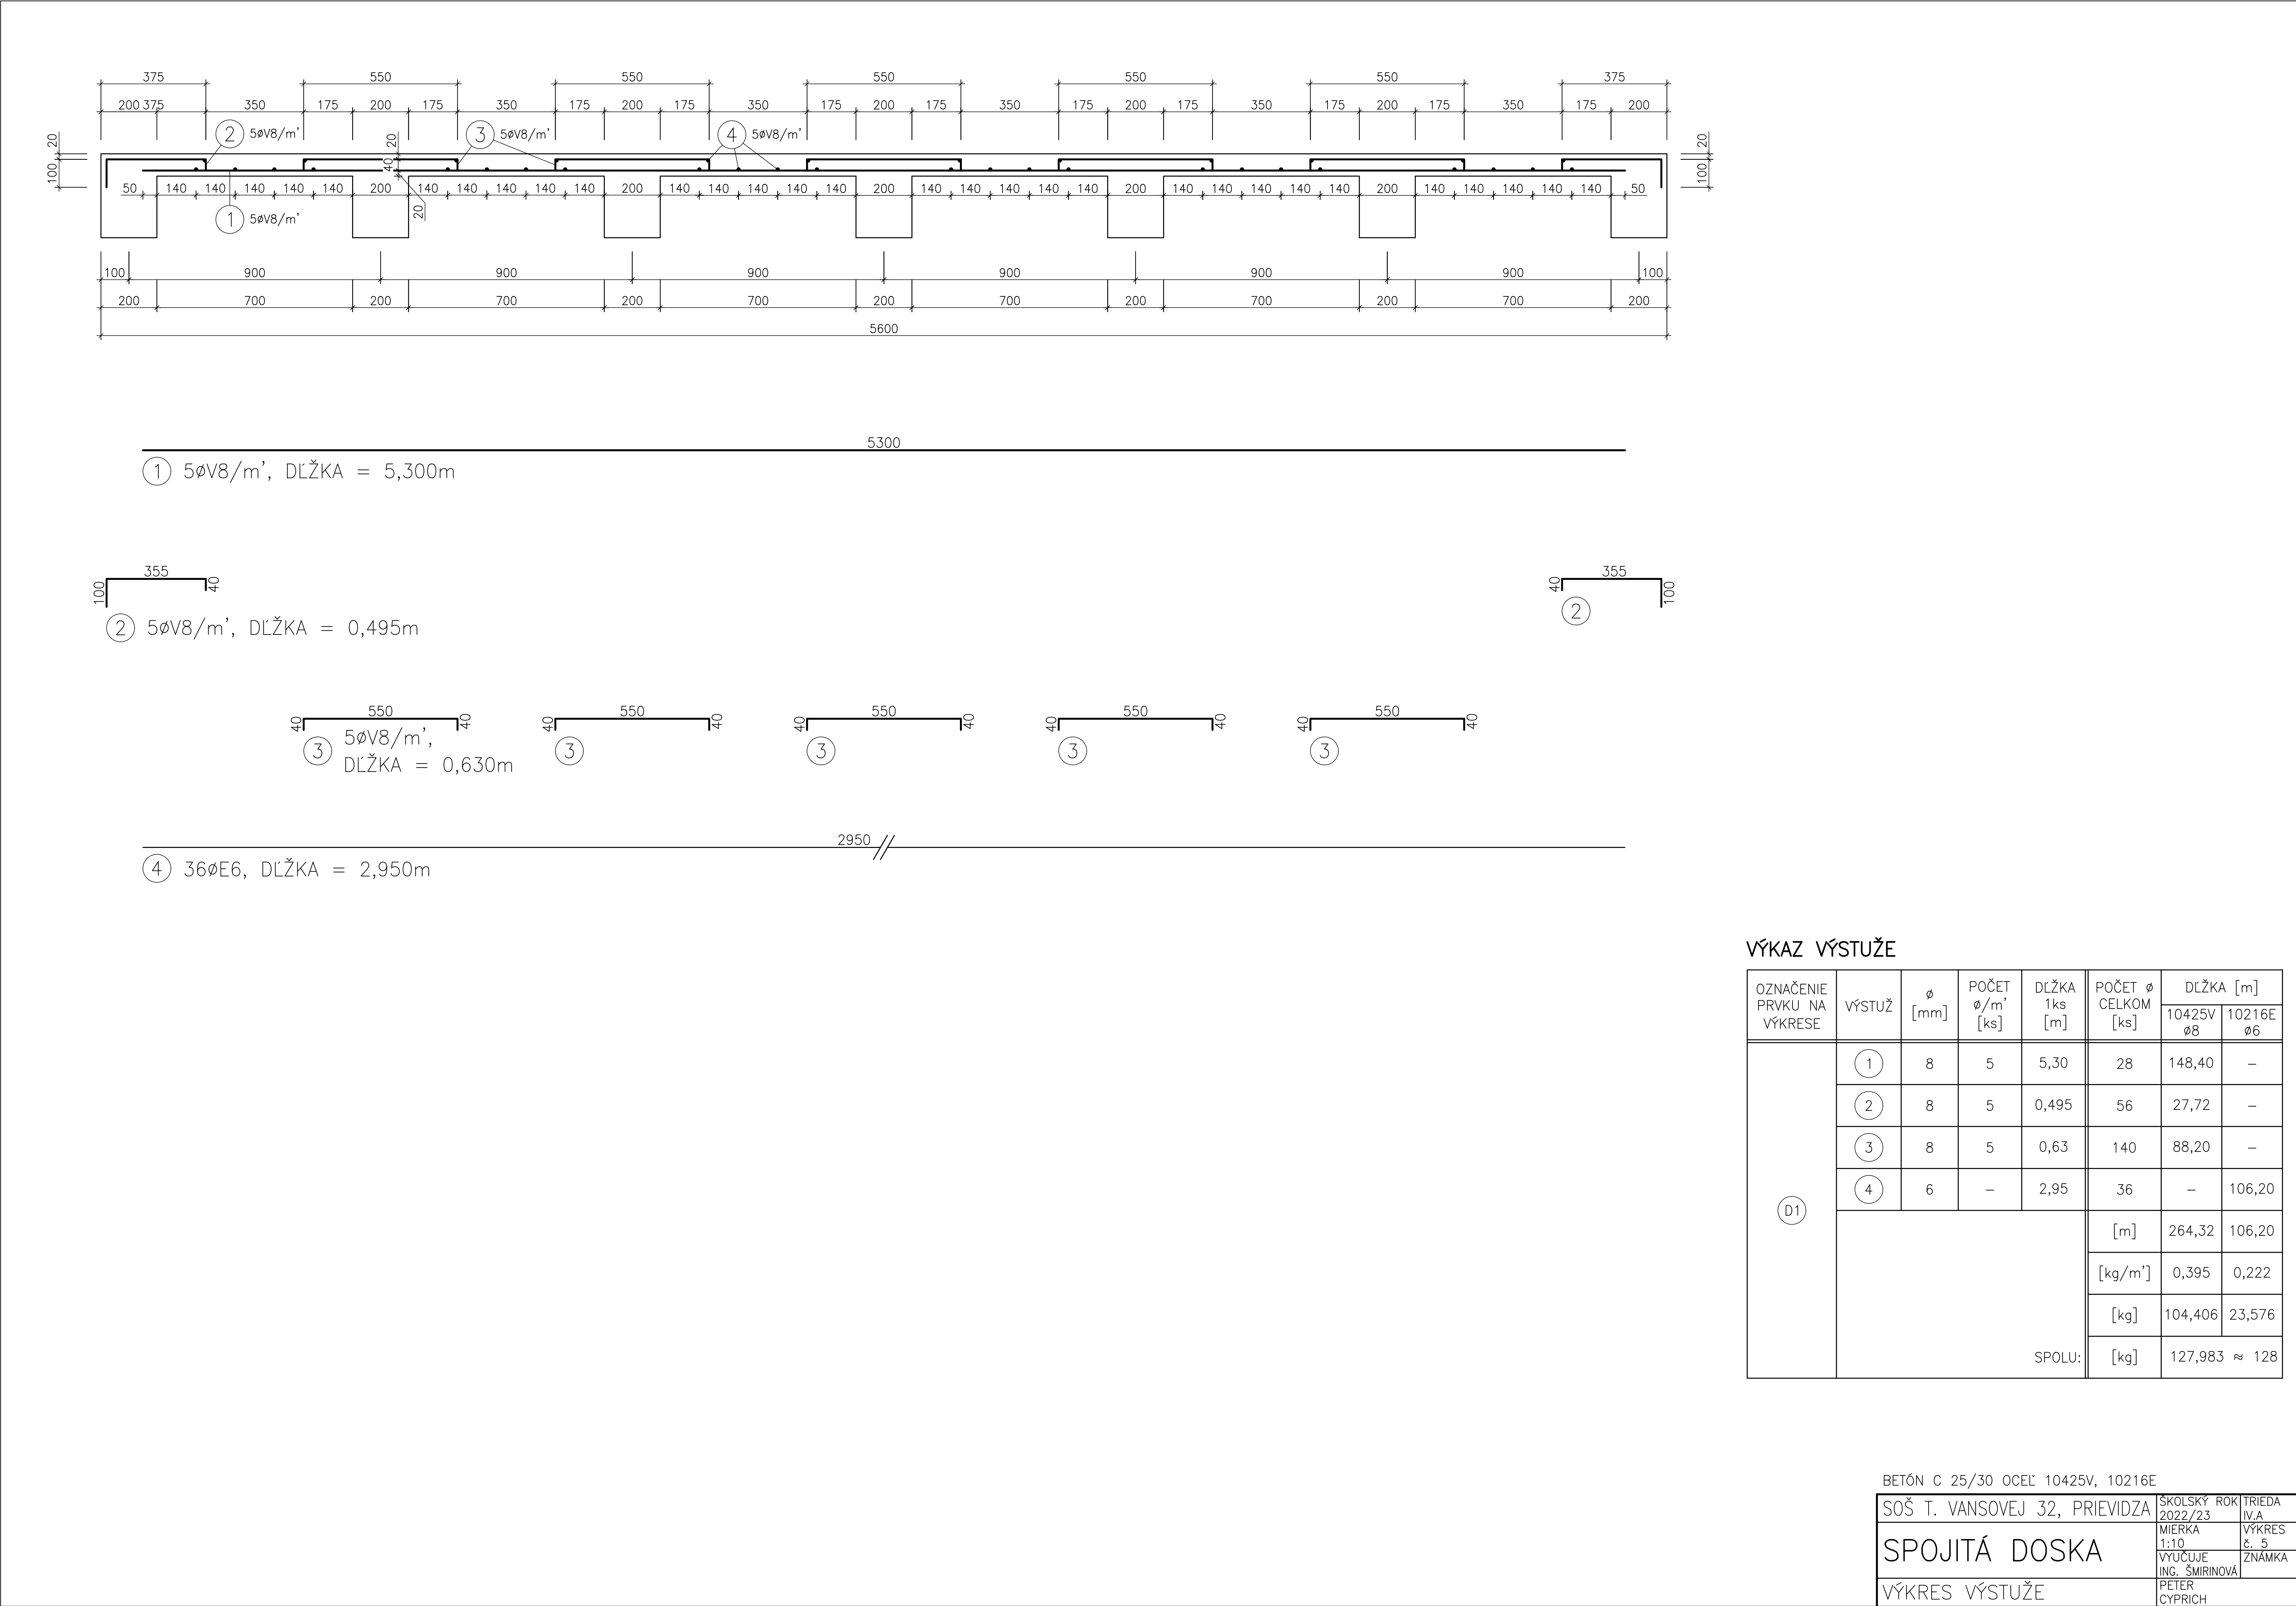 375 550 550 550 550 550 375
200 375 350 175 200 175 350 175 200 175 350 175 200 175 350 175 200 175 350 175 200 175 350 175 200
20 100
2 5øV8/m'
20 40
3 5øV8/m'
4 5øV8/m'
20 100
50 140 140 140 140 140 200 140 140 140 140 140 200 140 140 140 140 140 200 140 140 140 140 140 200 140 140 140 140 140 200 140 140 140 140 140 50
1 5øV8/m'
20
100 900 900 900 900 900 900 100
200 700 200 700 200 700 200 700 200 700 200 700 200
5600
5300
1 5øV8/m', DĹŽKA = 5,300m
100 355 40
40 355 100
2 5øV8/m', DĹŽKA = 0,495m
2
40 550 40 40 550 40 40 550 40 40 550 40 40 550 40
3 5øV8/m',
DĹŽKA = 0,630m
3 3 3 3
2950
4 36øE6, DĹŽKA = 2,950m
VÝKAZ VÝSTUŽE
OZNAČENIE PRVKU NA VÝKRESE
VÝSTUŽ
ø [mm]
POČET ø/m' [ks]
DĹŽKA 1ks [m]
POČET ø CELKOM [ks]
DĹŽKA [m]
10425V ø8
10216E ø6
D1
1 8 5 5,30 28 148,40 –
2 8 5 0,495 56 27,72 –
3 8 5 0,63 140 88,20 –
4 6 – 2,95 36 – 106,20
[m] 264,32 106,20
[kg/m'] 0,395 0,222
[kg] 104,406 23,576
SPOLU: [kg] 127,983 ≈ 128
BETÓN C 25/30 OCEĽ 10425V, 10216E
SOŠ T. VANSOVEJ 32, PRIEVIDZA
ŠKOLSKÝ ROK
2022/23
TRIEDA
IV.A
SPOJITÁ DOSKA
MIERKA
1:10
VÝKRES
č. 5
VYUČUJE
ING. ŠMIRINOVÁ
ZNÁMKA
VÝKRES VÝSTUŽE
PETER
CYPRICH